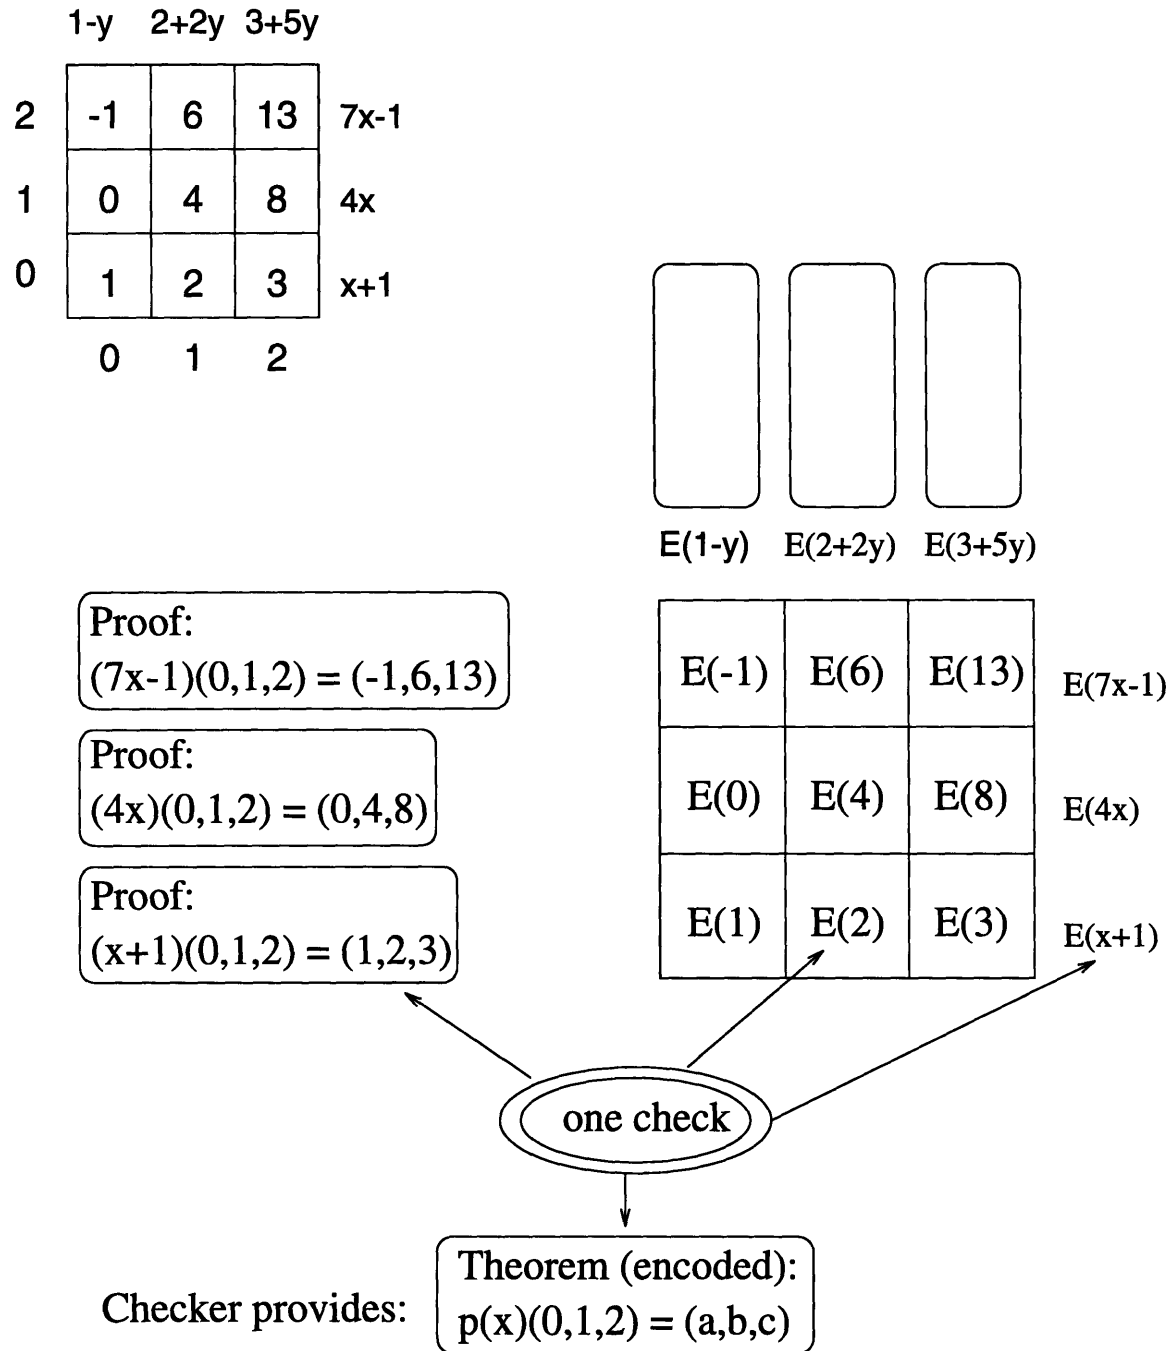 1-y 2+2y 3+5y
2 -1 6 13 7x-1
1 0 4 8 4x
0 1 2 3 x+1
0 1 2
E(1-y) E(2+2y) E(3+5y)
Proof:
(7x-1)(0,1,2) = (-1,6,13)
Proof:
(4x)(0,1,2) = (0,4,8)
Proof:
(x+1)(0,1,2) = (1,2,3)
E(-1) E(6) E(13) E(7x-1)
E(0) E(4) E(8) E(4x)
E(1) E(2) E(3) E(x+1)
one check
Checker provides:
Theorem (encoded):
p(x)(0,1,2) = (a,b,c)